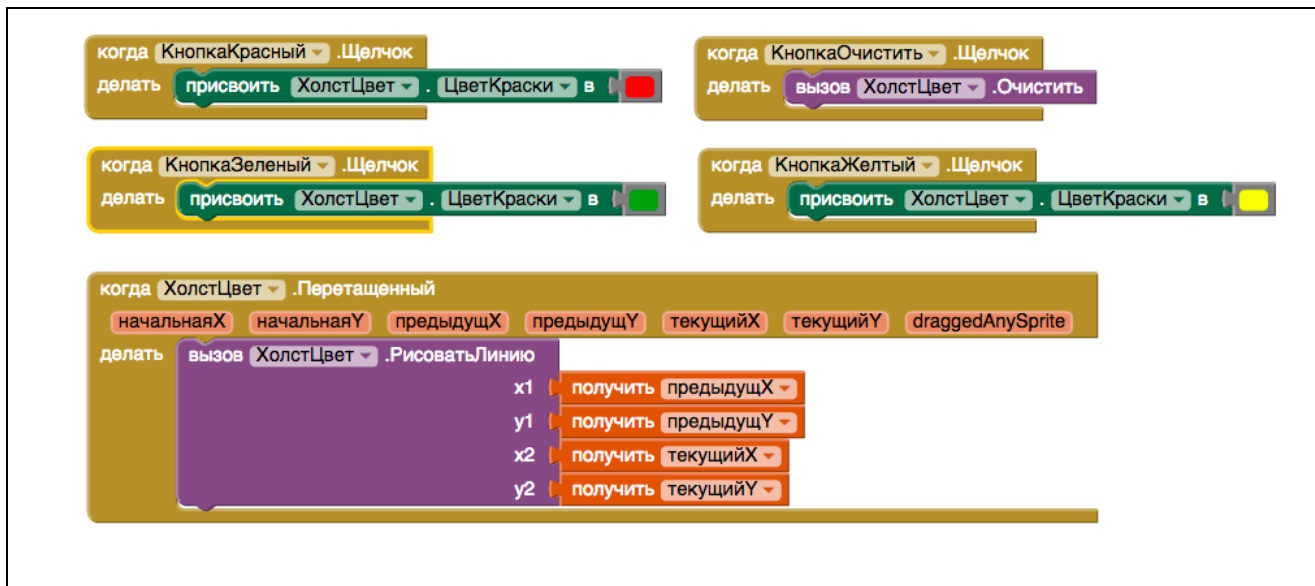 когда КнопкаКрасный .Щелчок
делать присвоить ХолстЦвет . ЦветКраски в
когда КнопкаОчистить .Щелчок
делать вызов ХолстЦвет .Очистить
когда КнопкаЗеленый .Щелчок
делать присвоить ХолстЦвет . ЦветКраски в
когда КнопкаЖелтый .Щелчок
делать присвоить ХолстЦвет . ЦветКраски в
когда ХолстЦвет .Перетащенный
начальнаяX начальнаяY предыдущX предыдущY текущийX текущийY draggedAnySprite
делать вызов ХолстЦвет .РисоватьЛинию
x1 получить предыдущX
y1 получить предыдущY
x2 получить текущийX
y2 получить текущийY